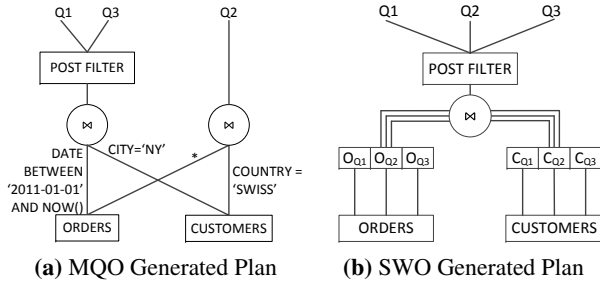 Q1 Q2
POST FILTER
⋈ ⋈
DATE
BETWEEN
'2011-01-01'
AND NOW()
CITY='NY'
*
COUNTRY =
'SWISS'
ORDERS CUSTOMERS
(a) MQO Generated Plan
Q1 Q2 Q3
POST FILTER
⋈
OQ1 OQ2 OQ3 CQ1 CQ2 CQ3
ORDERS CUSTOMERS
(b) SWO Generated Plan